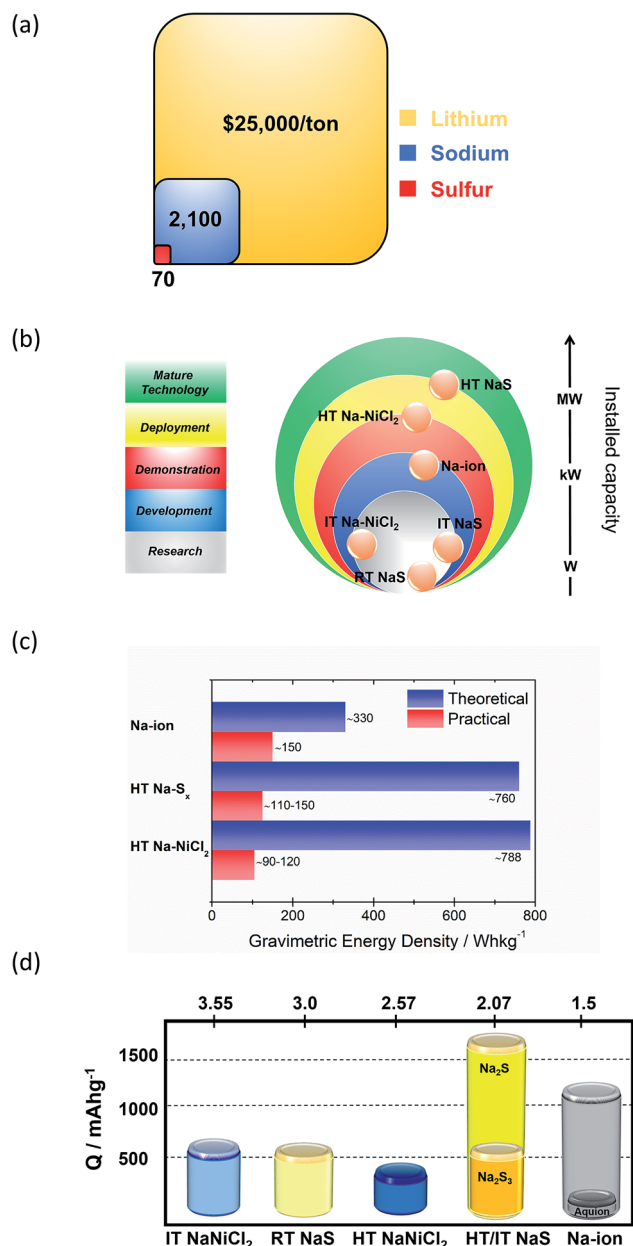 (a)
$25,000/ton
2,100
70
Lithium
Sodium
Sulfur
(b)
Mature
Technology
Deployment
Demonstration
Development
Research
HT NaS
HT Na-NiCl₂
Na-ion
IT Na-NiCl₂
IT NaS
RT NaS
MW
kW
W
Installed capacity
(c)
Theoretical
Practical
Na-ion
~330
~150
HT Na-Sₓ
~760
~110-150
HT Na-NiCl₂
~788
~90-120
0 200 400 600 800
Gravimetric Energy Density / Whkg⁻¹
(d)
3.55 3.0 2.57 2.07 1.5
Q / mAhg⁻¹
1500
1000
500
Na₂S
Na₂S₃
Aquion
IT NaNiCl₂ RT NaS HT NaNiCl₂ HT/IT NaS Na-ion